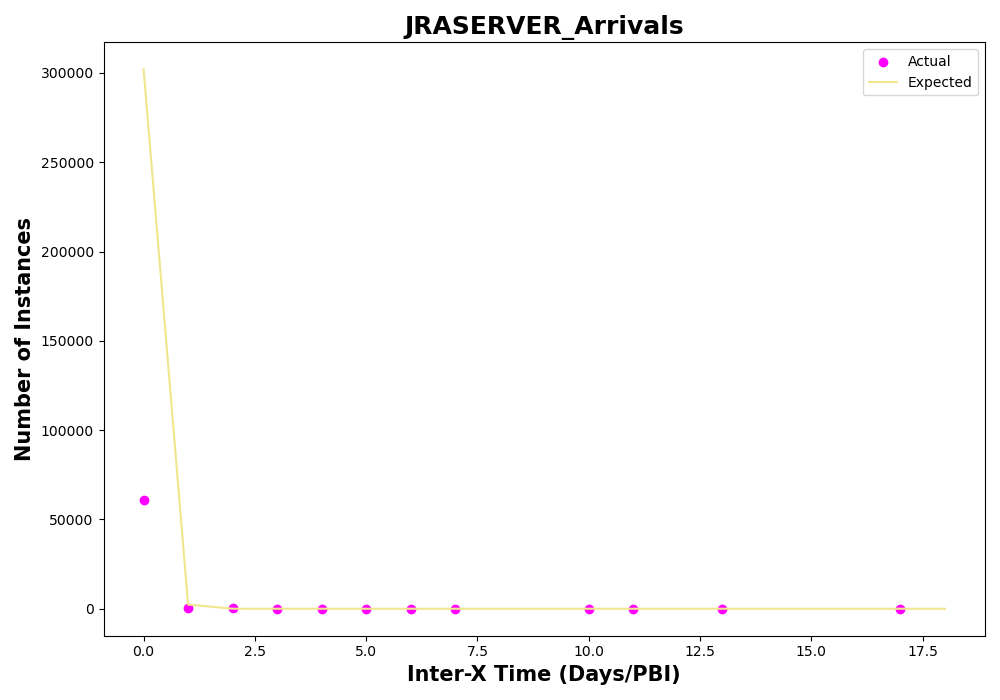 JRASERVER_Arrivals
Actual
Expected
300000
250000
200000
150000
100000
50000
0
Number of Instances
0.0 2.5 5.0 7.5 10.0 12.5 15.0 17.5
Inter-X Time (Days/PBI)